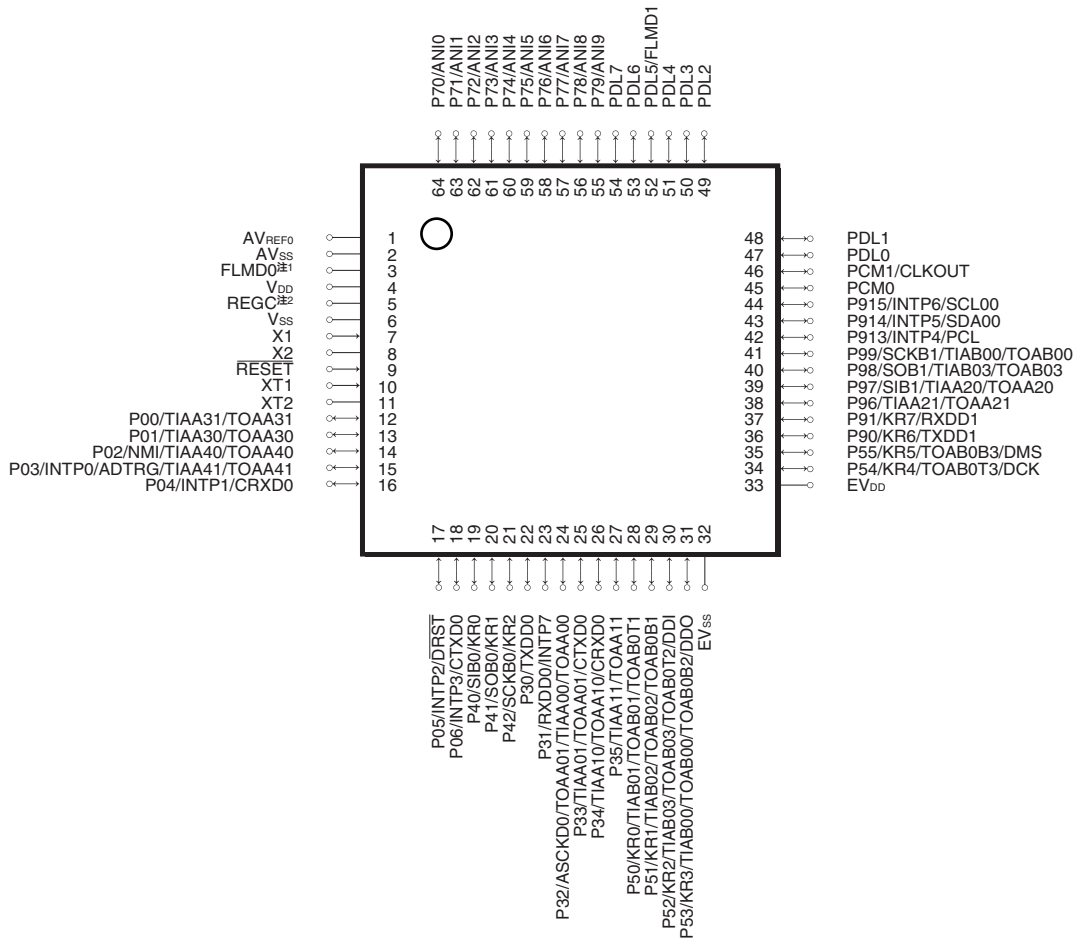 P70/ANI0
P71/ANI1
P72/ANI2
P73/ANI3
P74/ANI4
P75/ANI5
P76/ANI6
P77/ANI7
P78/ANI8
P79/ANI9
PDL7
PDL6
PDL5/FLMD1
PDL4
PDL3
PDL2
64
63
62
61
60
59
58
57
56
55
54
53
52
51
50
49
AVREF0 1
AVSS 2
FLMD0注1 3
VDD 4
REGC注2 5
VSS 6
X1 7
X2 8
RESET 9
XT1 10
XT2 11
P00/TIAA31/TOAA31 12
P01/TIAA30/TOAA30 13
P02/NMI/TIAA40/TOAA40 14
P03/INTP0/ADTRG/TIAA41/TOAA41 15
P04/INTP1/CRXD0 16
48 PDL1
47 PDL0
46 PCM1/CLKOUT
45 PCM0
44 P915/INTP6/SCL00
43 P914/INTP5/SDA00
42 P913/INTP4/PCL
41 P99/SCKB1/TIAB00/TOAB00
40 P98/SOB1/TIAB03/TOAB03
39 P97/SIB1/TIAA20/TOAA20
38 P96/TIAA21/TOAA21
37 P91/KR7/RXDD1
36 P90/KR6/TXDD1
35 P55/KR5/TOAB0B3/DMS
34 P54/KR4/TOAB0T3/DCK
33 EVDD
17
18
19
20
21
22
23
24
25
26
27
28
29
30
31
32
P05/INTP2/DRST
P06/INTP3/CTXD0
P40/SIB0/KR0
P41/SOB0/KR1
P42/SCKB0/KR2
P30/TXDD0
P31/RXDD0/INTP7
P32/ASCKD0/TOAA01/TIAA00/TOAA00
P33/TIAA01/TOAA01/CTXD0
P34/TIAA10/TOAA10/CRXD0
P35/TIAA11/TOAA11
P50/KR0/TIAB01/TOAB01/TOAB0T1
P51/KR1/TIAB02/TOAB02/TOAB0B1
P52/KR2/TIAB03/TOAB03/TOAB0T2/DDI
P53/KR3/TIAB00/TOAB00/TOAB0B2/DDO
EVSS